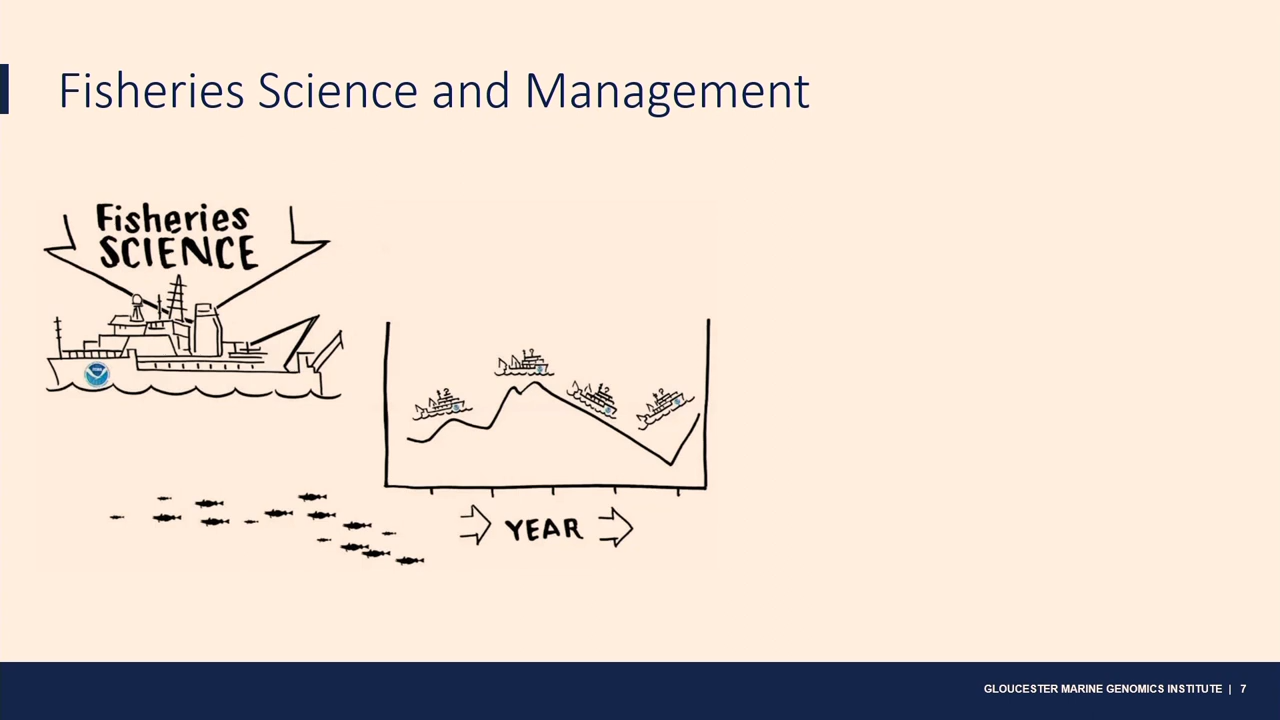 Fisheries Science and Management
Fisheries
SCIENCE
YEAR
GLOUCESTER MARINE GENOMICS INSTITUTE | 7